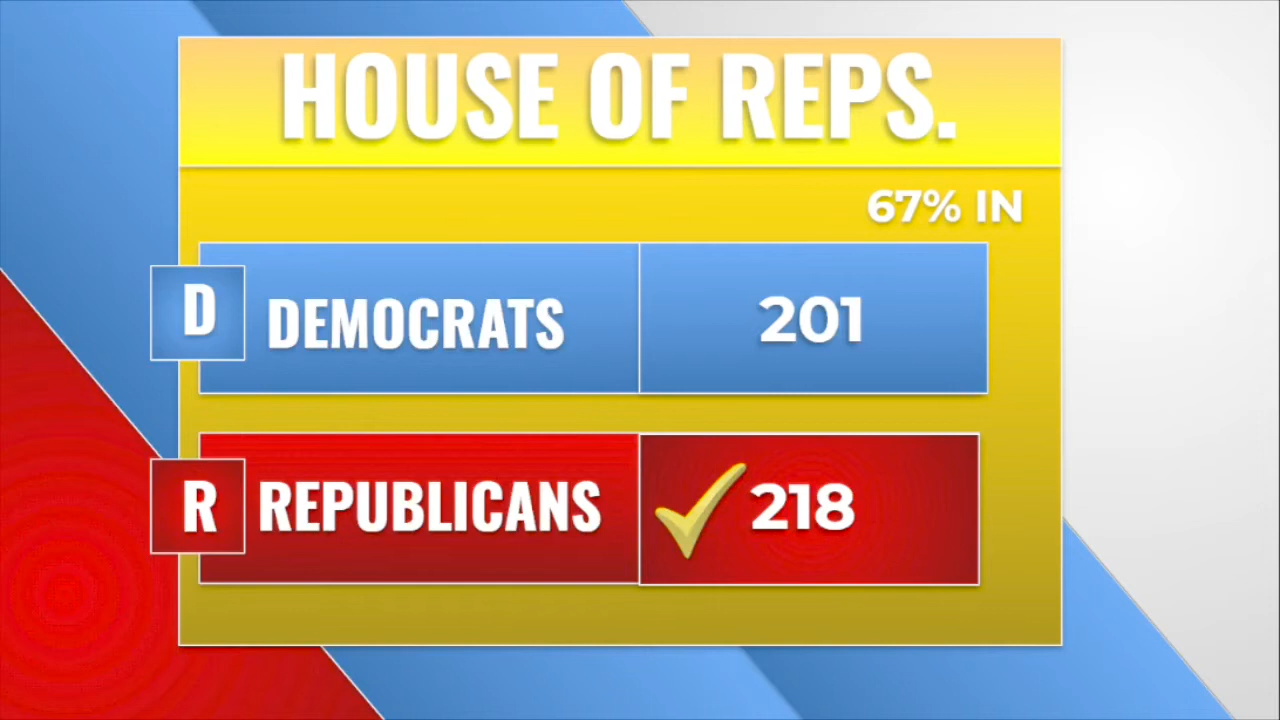 HOUSE OF REPS.
67% IN
D DEMOCRATS 201
R REPUBLICANS 218